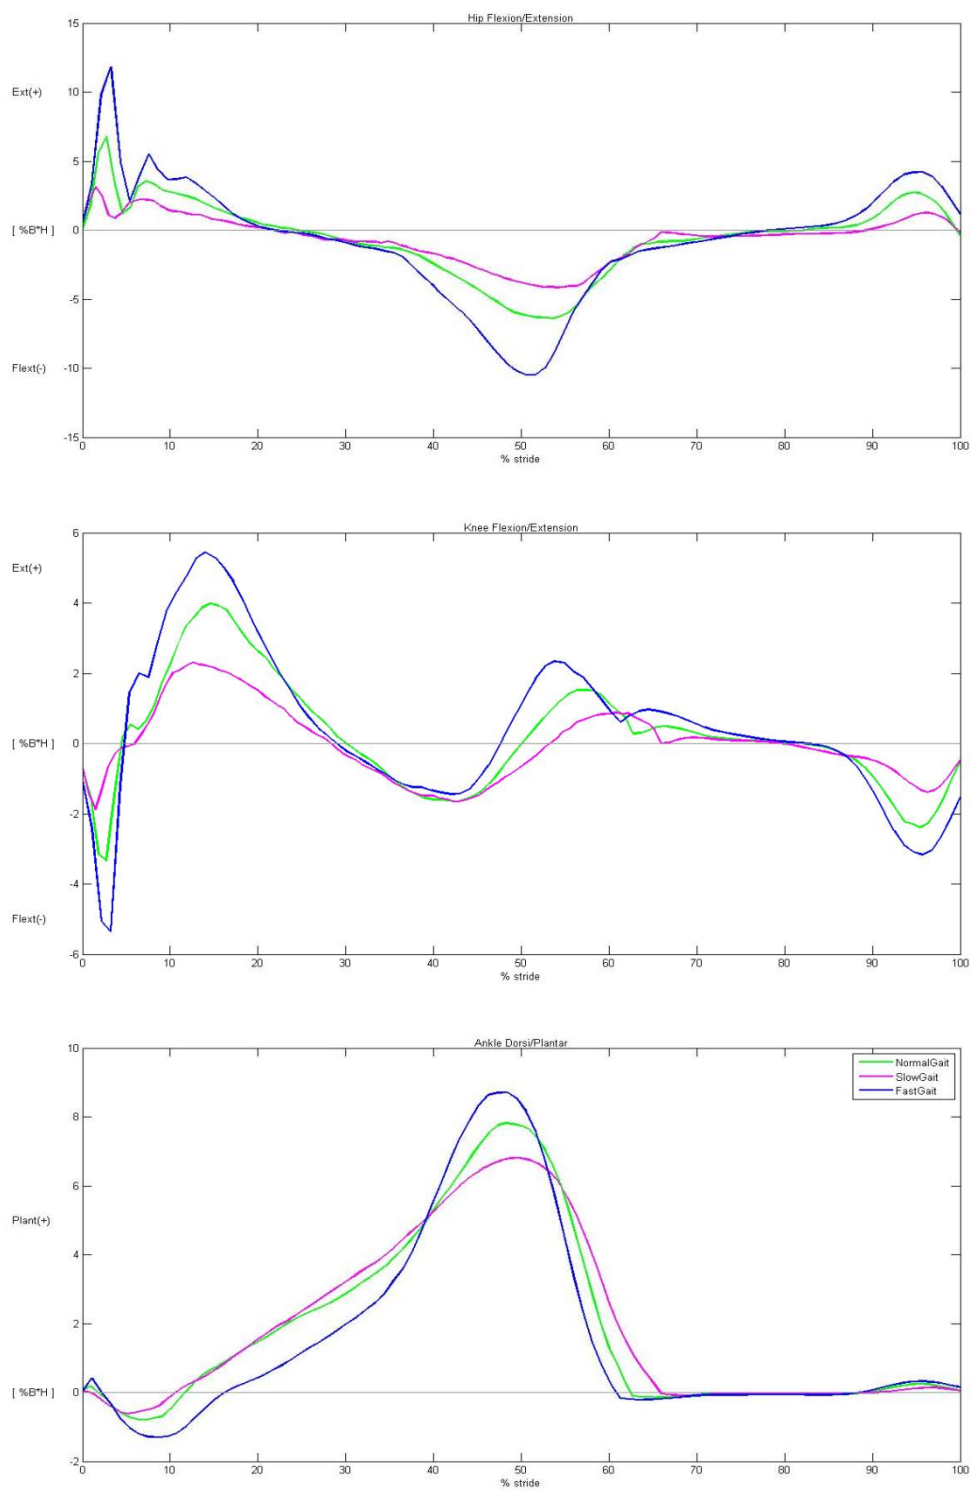 Hip Flexion/Extension
15
Ext(+)
10
5
[ %B*H ]
0
-5
Flext(-)
-10
-15
0 10 20 30 40 50 60 70 80 90 100
% stride
Knee Flexion/Extension
6
Ext(+)
4
2
[ %B*H ]
0
-2
-4
Flext(-)
-6
0 10 20 30 40 50 60 70 80 90 100
% stride
Ankle Dorsi/Plantar
10
NormalGait
SlowGait
FastGait
8
6
Plant(+)
4
2
[ %B*H ]
0
-2
0 10 20 30 40 50 60 70 80 90 100
% stride